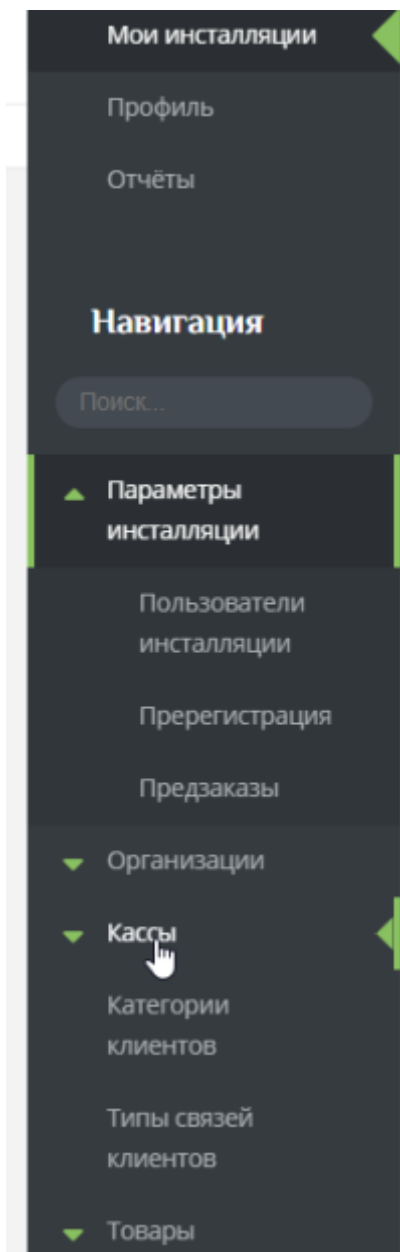 Мои инсталляции
Профиль
Отчёты
Навигация
Поиск...
Параметры
инсталляции
Пользователи
инсталляции
Пререгистрация
Предзаказы
Организации
Кассы
Категории
клиентов
Типы связей
клиентов
Товары